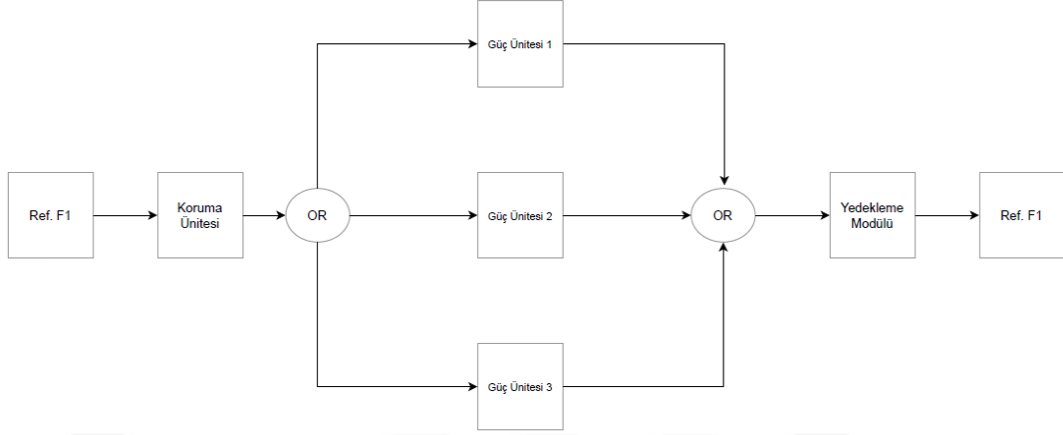 Güç Ünitesi 1
Ref. F1
Koruma
Ünitesi
OR
Güç Ünitesi 2
OR
Yedekleme
Modülü
Ref. F1
Güç Ünitesi 3